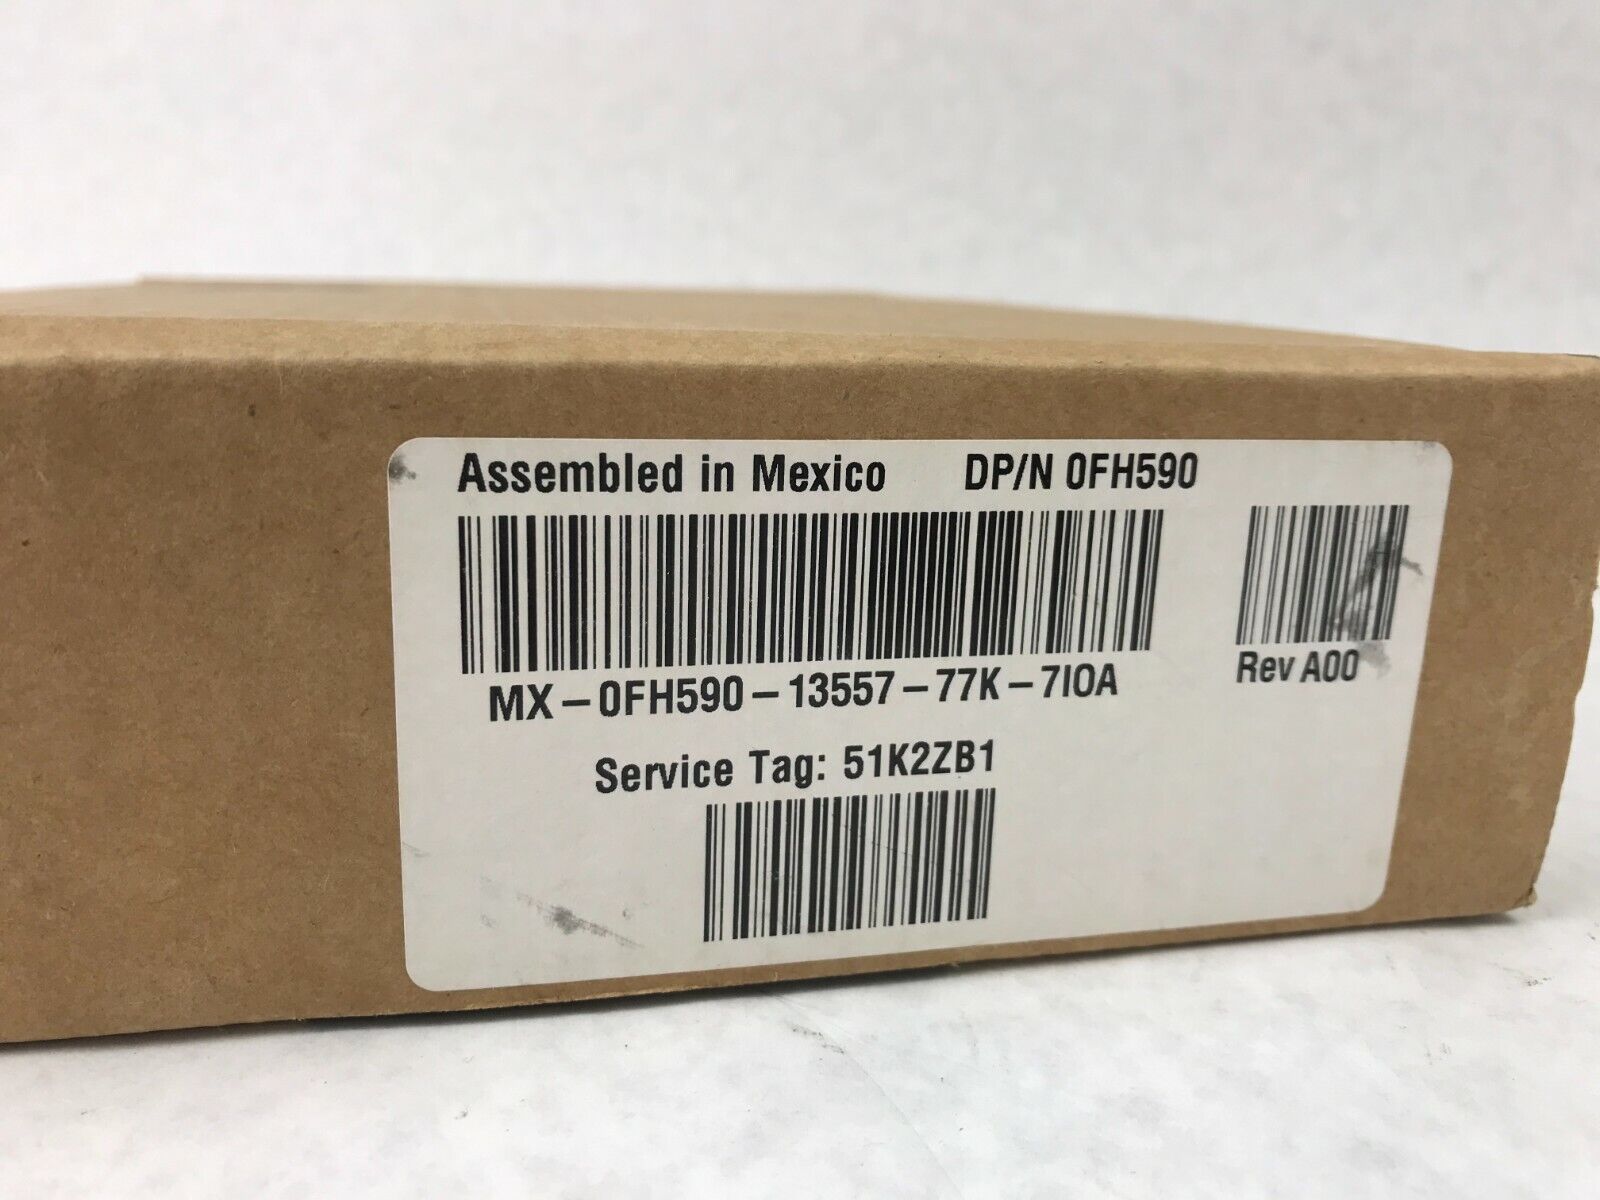 Assembled in Mexico DP/N 0FH590
MX-0FH590-13557-77K-7I0A
Rev A00
Service Tag: 51K2ZB1